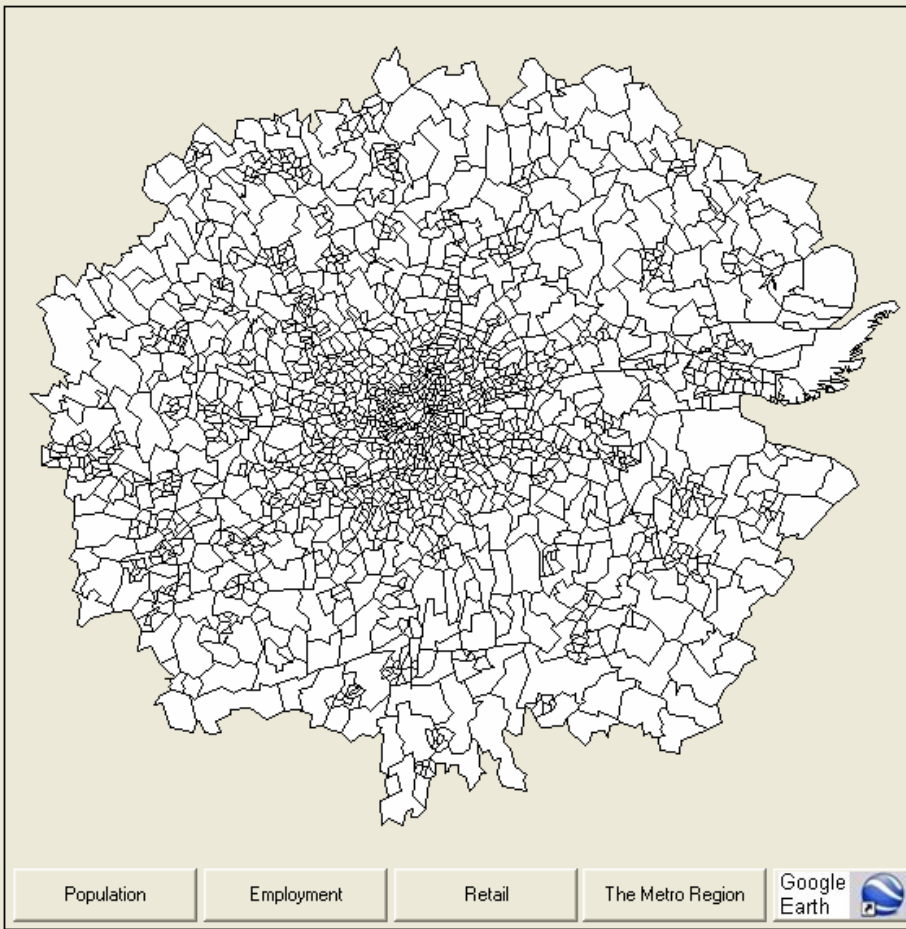 Population
Employment
Retail
The Metro Region
Google
Earth